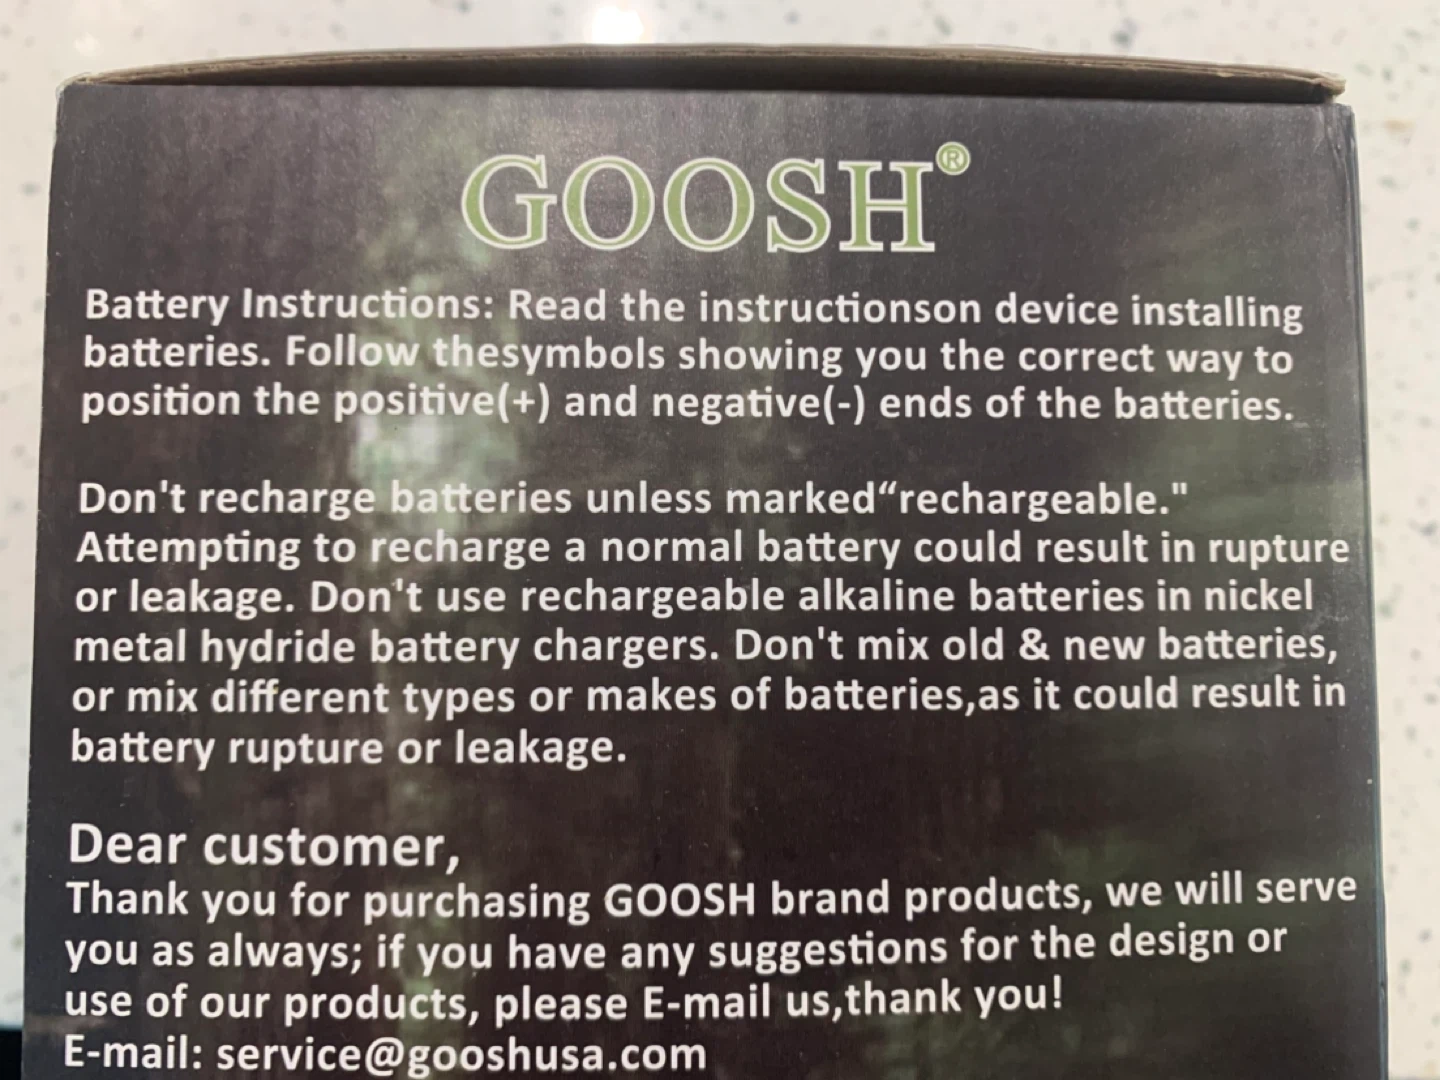 GOOSH®
Battery Instructions: Read the instructionson device installing
batteries. Follow thesymbols showing you the correct way to
position the positive(+) and negative(-) ends of the batteries.
Don't recharge batteries unless marked“rechargeable."
Attempting to recharge a normal battery could result in rupture
or leakage. Don't use rechargeable alkaline batteries in nickel
metal hydride battery chargers. Don't mix old & new batteries,
or mix different types or makes of batteries,as it could result in
battery rupture or leakage.
Dear customer,
Thank you for purchasing GOOSH brand products, we will serve
you as always; if you have any suggestions for the design or
use of our products, please E-mail us,thank you!
E-mail: service@gooshusa.com